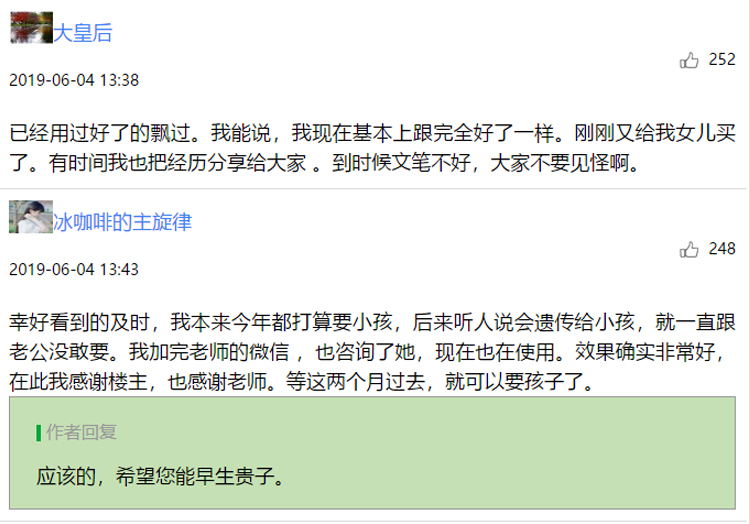 大皇后
252
2019-06-04 13:38
已经用过好了的飘过。我能说，我现在基本上跟完全好了一样。刚刚又给我女儿买
了。有时间我也把经历分享给大家 。到时候文笔不好，大家不要见怪啊。
冰咖啡的主旋律
248
2019-06-04 13:43
幸好看到的及时，我本来今年都打算要小孩，后来听人说会遗传给小孩，就一直跟
老公没敢要。我加完老师的微信 ，也咨询了她，现在也在使用。效果确实非常好，
在此我感谢楼主，也感谢老师。等这两个月过去，就可以要孩子了。
作者回复
应该的，希望您能早生贵子。